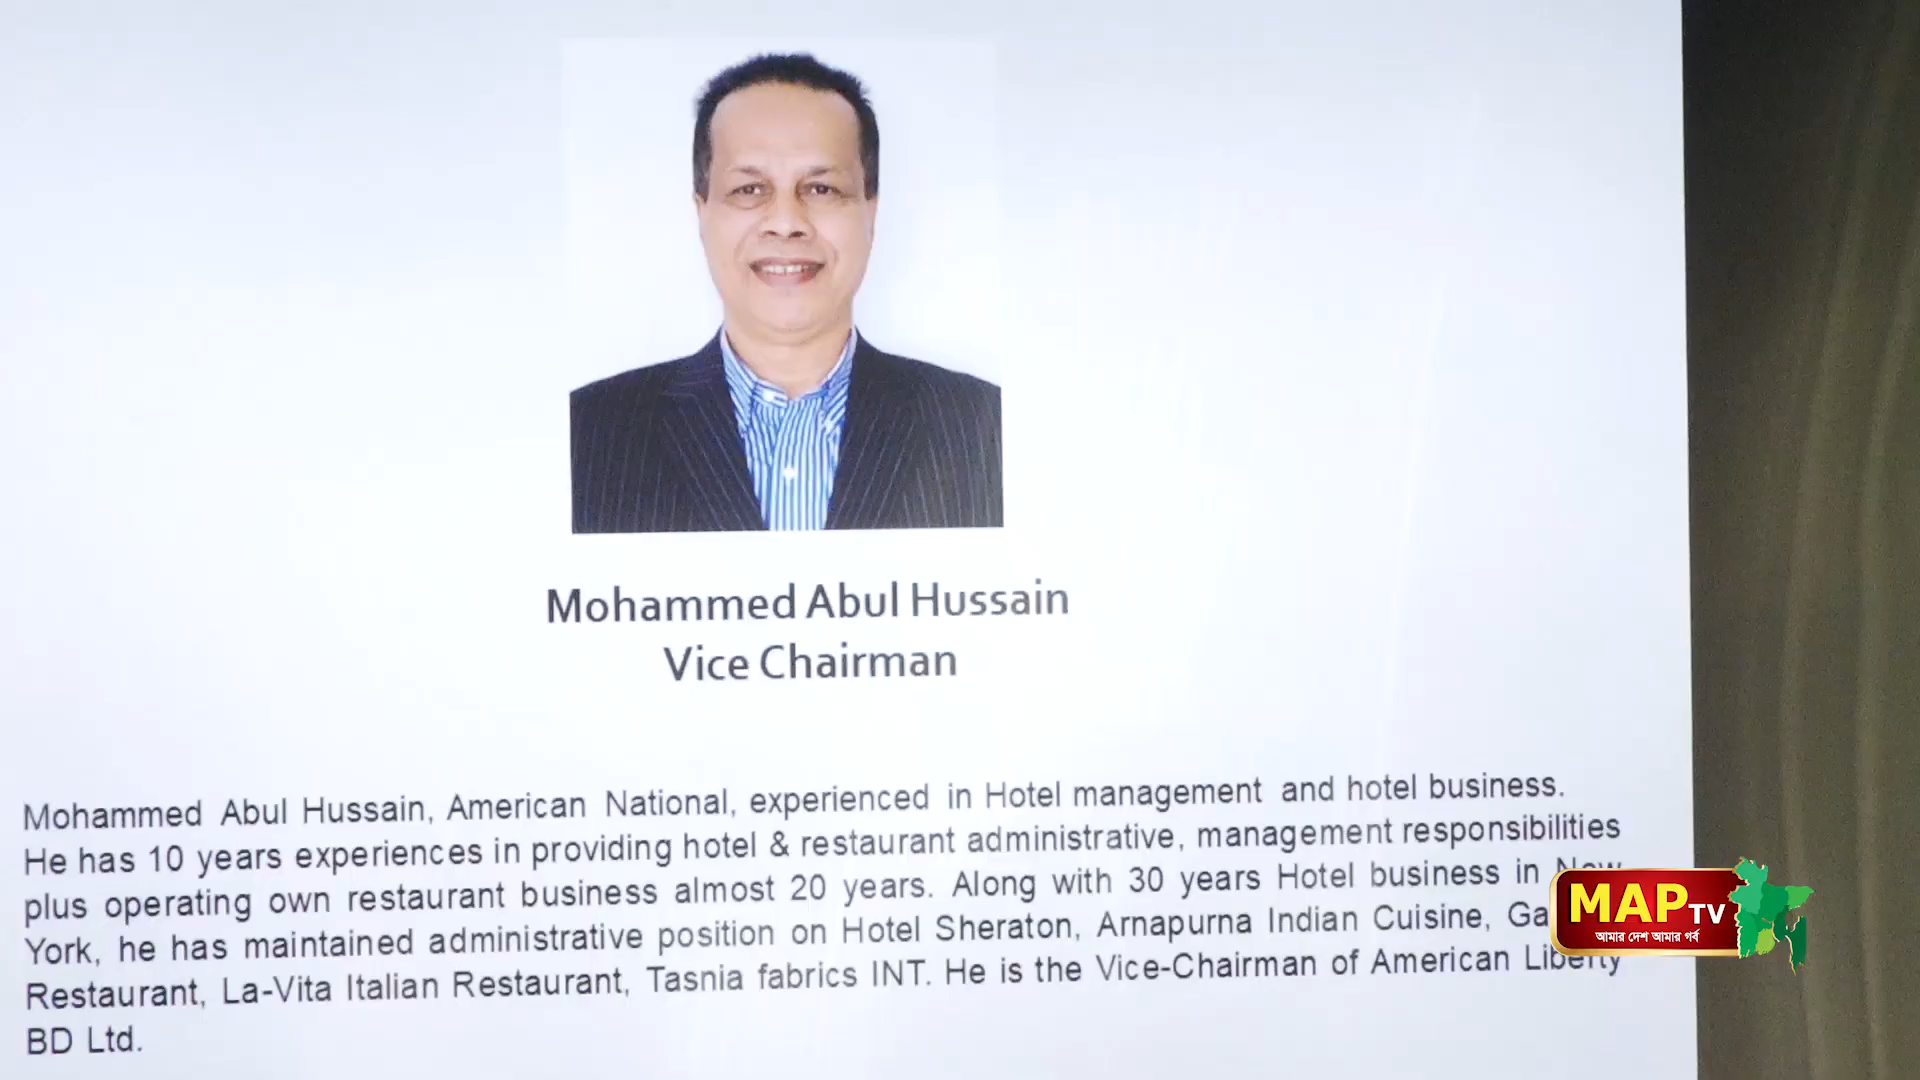 Mohammed Abul Hussain
Vice Chairman
Mohammed Abul Hussain, American National, experienced in Hotel management and hotel business.
He has 10 years experiences in providing hotel & restaurant administrative, management responsibilities
plus operating own restaurant business almost 20 years. Along with 30 years Hotel business in New
York, he has maintained administrative position on Hotel Sheraton, Arnapurna Indian Cuisine,
Restaurant, La-Vita Italian Restaurant, Tasnia fabrics INT. He is the Vice-Chairman of American Liberty
BD Ltd.
MAP TV
আমার দেশ আমার গর্ব